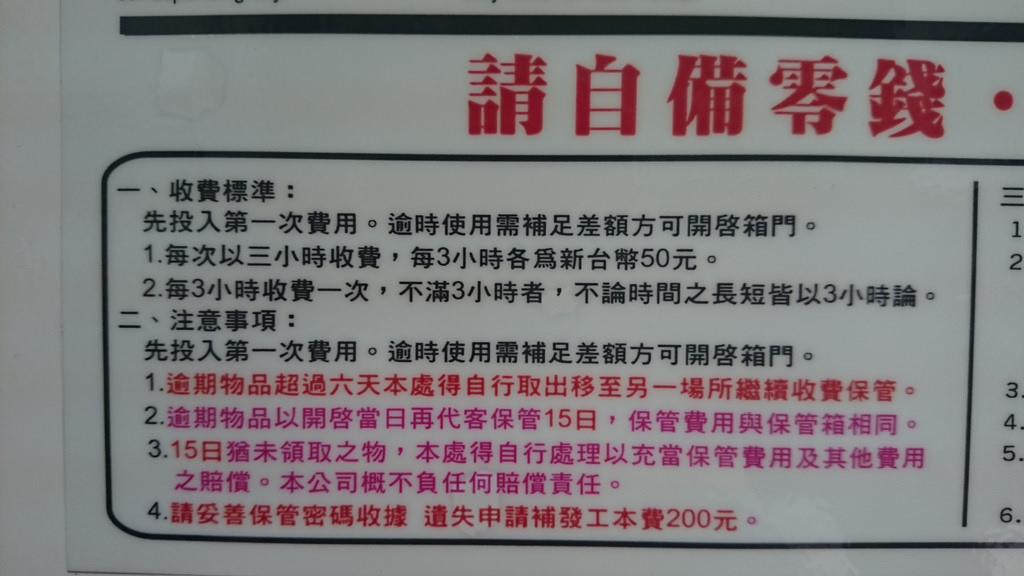 請自備零錢・
一、收費標準：
先投入第一次費用。逾時使用需補足差額方可開啓箱門。
1.每次以三小時收費，每3小時各為新台幣50元。
2.每3小時收費一次，不滿3小時者，不論時間之長短皆以3小時論。
二、注意事項：
先投入第一次費用。逾時使用需補足差額方可開啓箱門。
1.逾期物品超過六天本處得自行取出移至另一場所繼續收費保管。
2.逾期物品以開啓當日再代客保管15日，保管費用與保管箱相同。
3.15日猶未領取之物，本處得自行處理以充當保管費用及其他費用
之賠償。本公司概不負任何賠償責任。
4.請妥善保管密碼收據 遺失申請補發工本費200元。
三
1
2
3.
4.
5.
6.